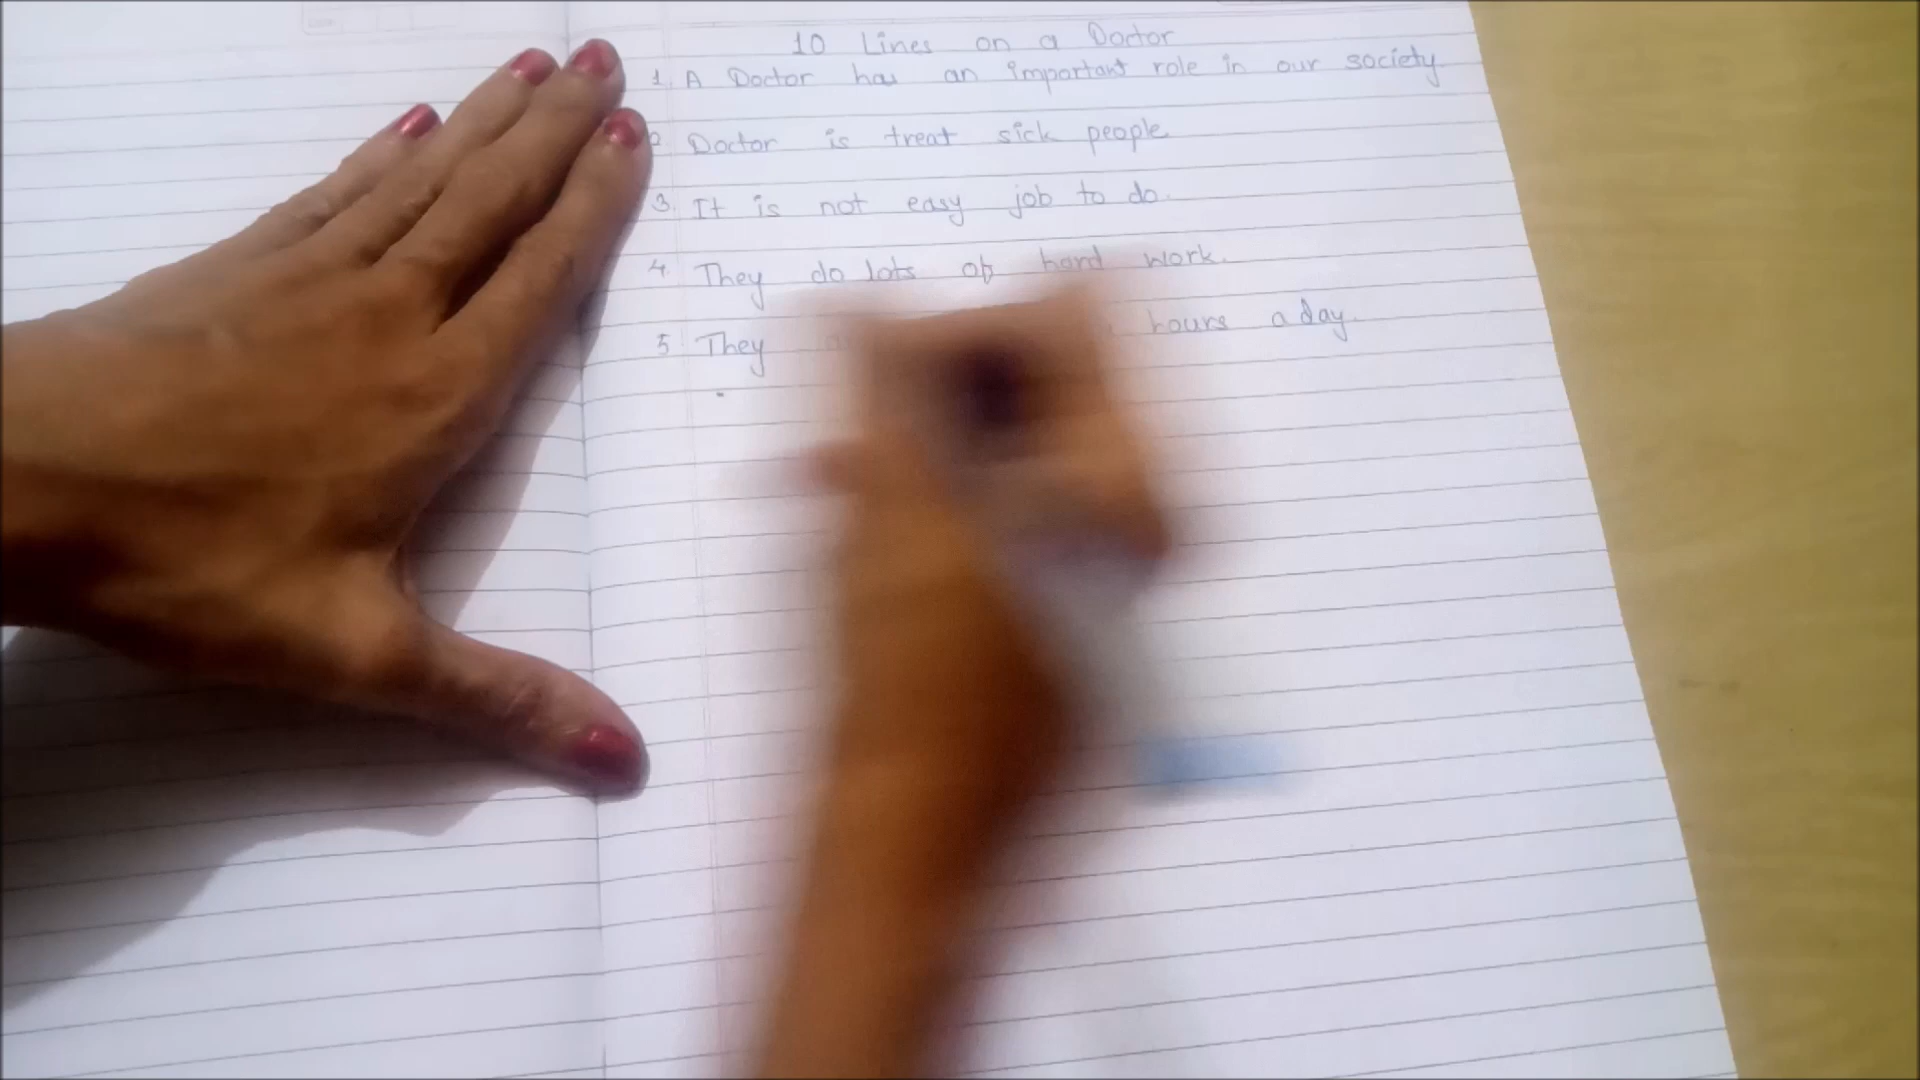 10 Lines on a Doctor
1. A Doctor has an important role in our society
2 Doctor is treat sick people
3. It is not easy job to do.
4. They do lots of hard work.
5 They hours a day.